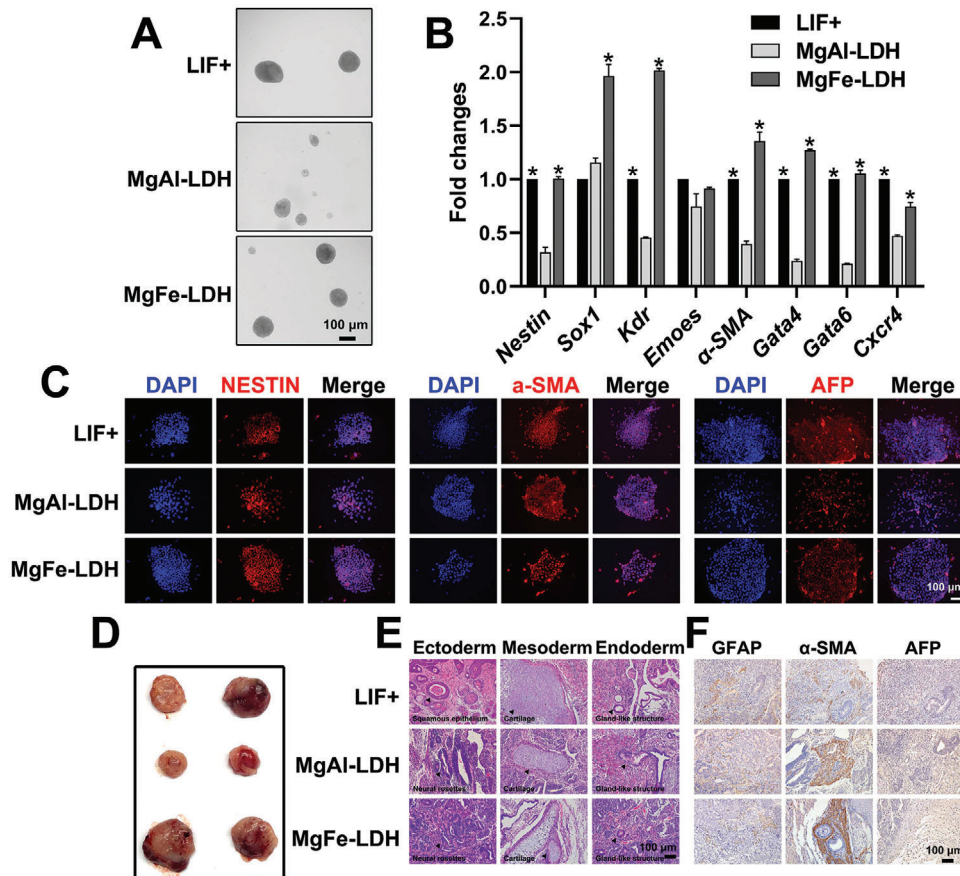 A
LIF+
MgAl-LDH
MgFe-LDH
100 μm
B
LIF+
MgAl-LDH
MgFe-LDH
Fold changes
2.5
2.0
1.5
1.0
0.5
0.0
* * * * * * * * * * * * *
Nestin Sox1 Kdr Emoes α-SMA Gata4 Gata6 Cxcr4
C
DAPI NESTIN Merge DAPI a-SMA Merge DAPI AFP Merge
LIF+
MgAl-LDH
MgFe-LDH
100 μm
D
LIF+
MgAl-LDH
MgFe-LDH
E
Ectoderm Mesoderm Endoderm
Squamous epithelium Cartilage Gland-like structure
Neural rosettes Cartilage Gland-like structure
Neural rosettes Cartilage Gland-like structure
100 μm
F
GFAP α-SMA AFP
100 μm